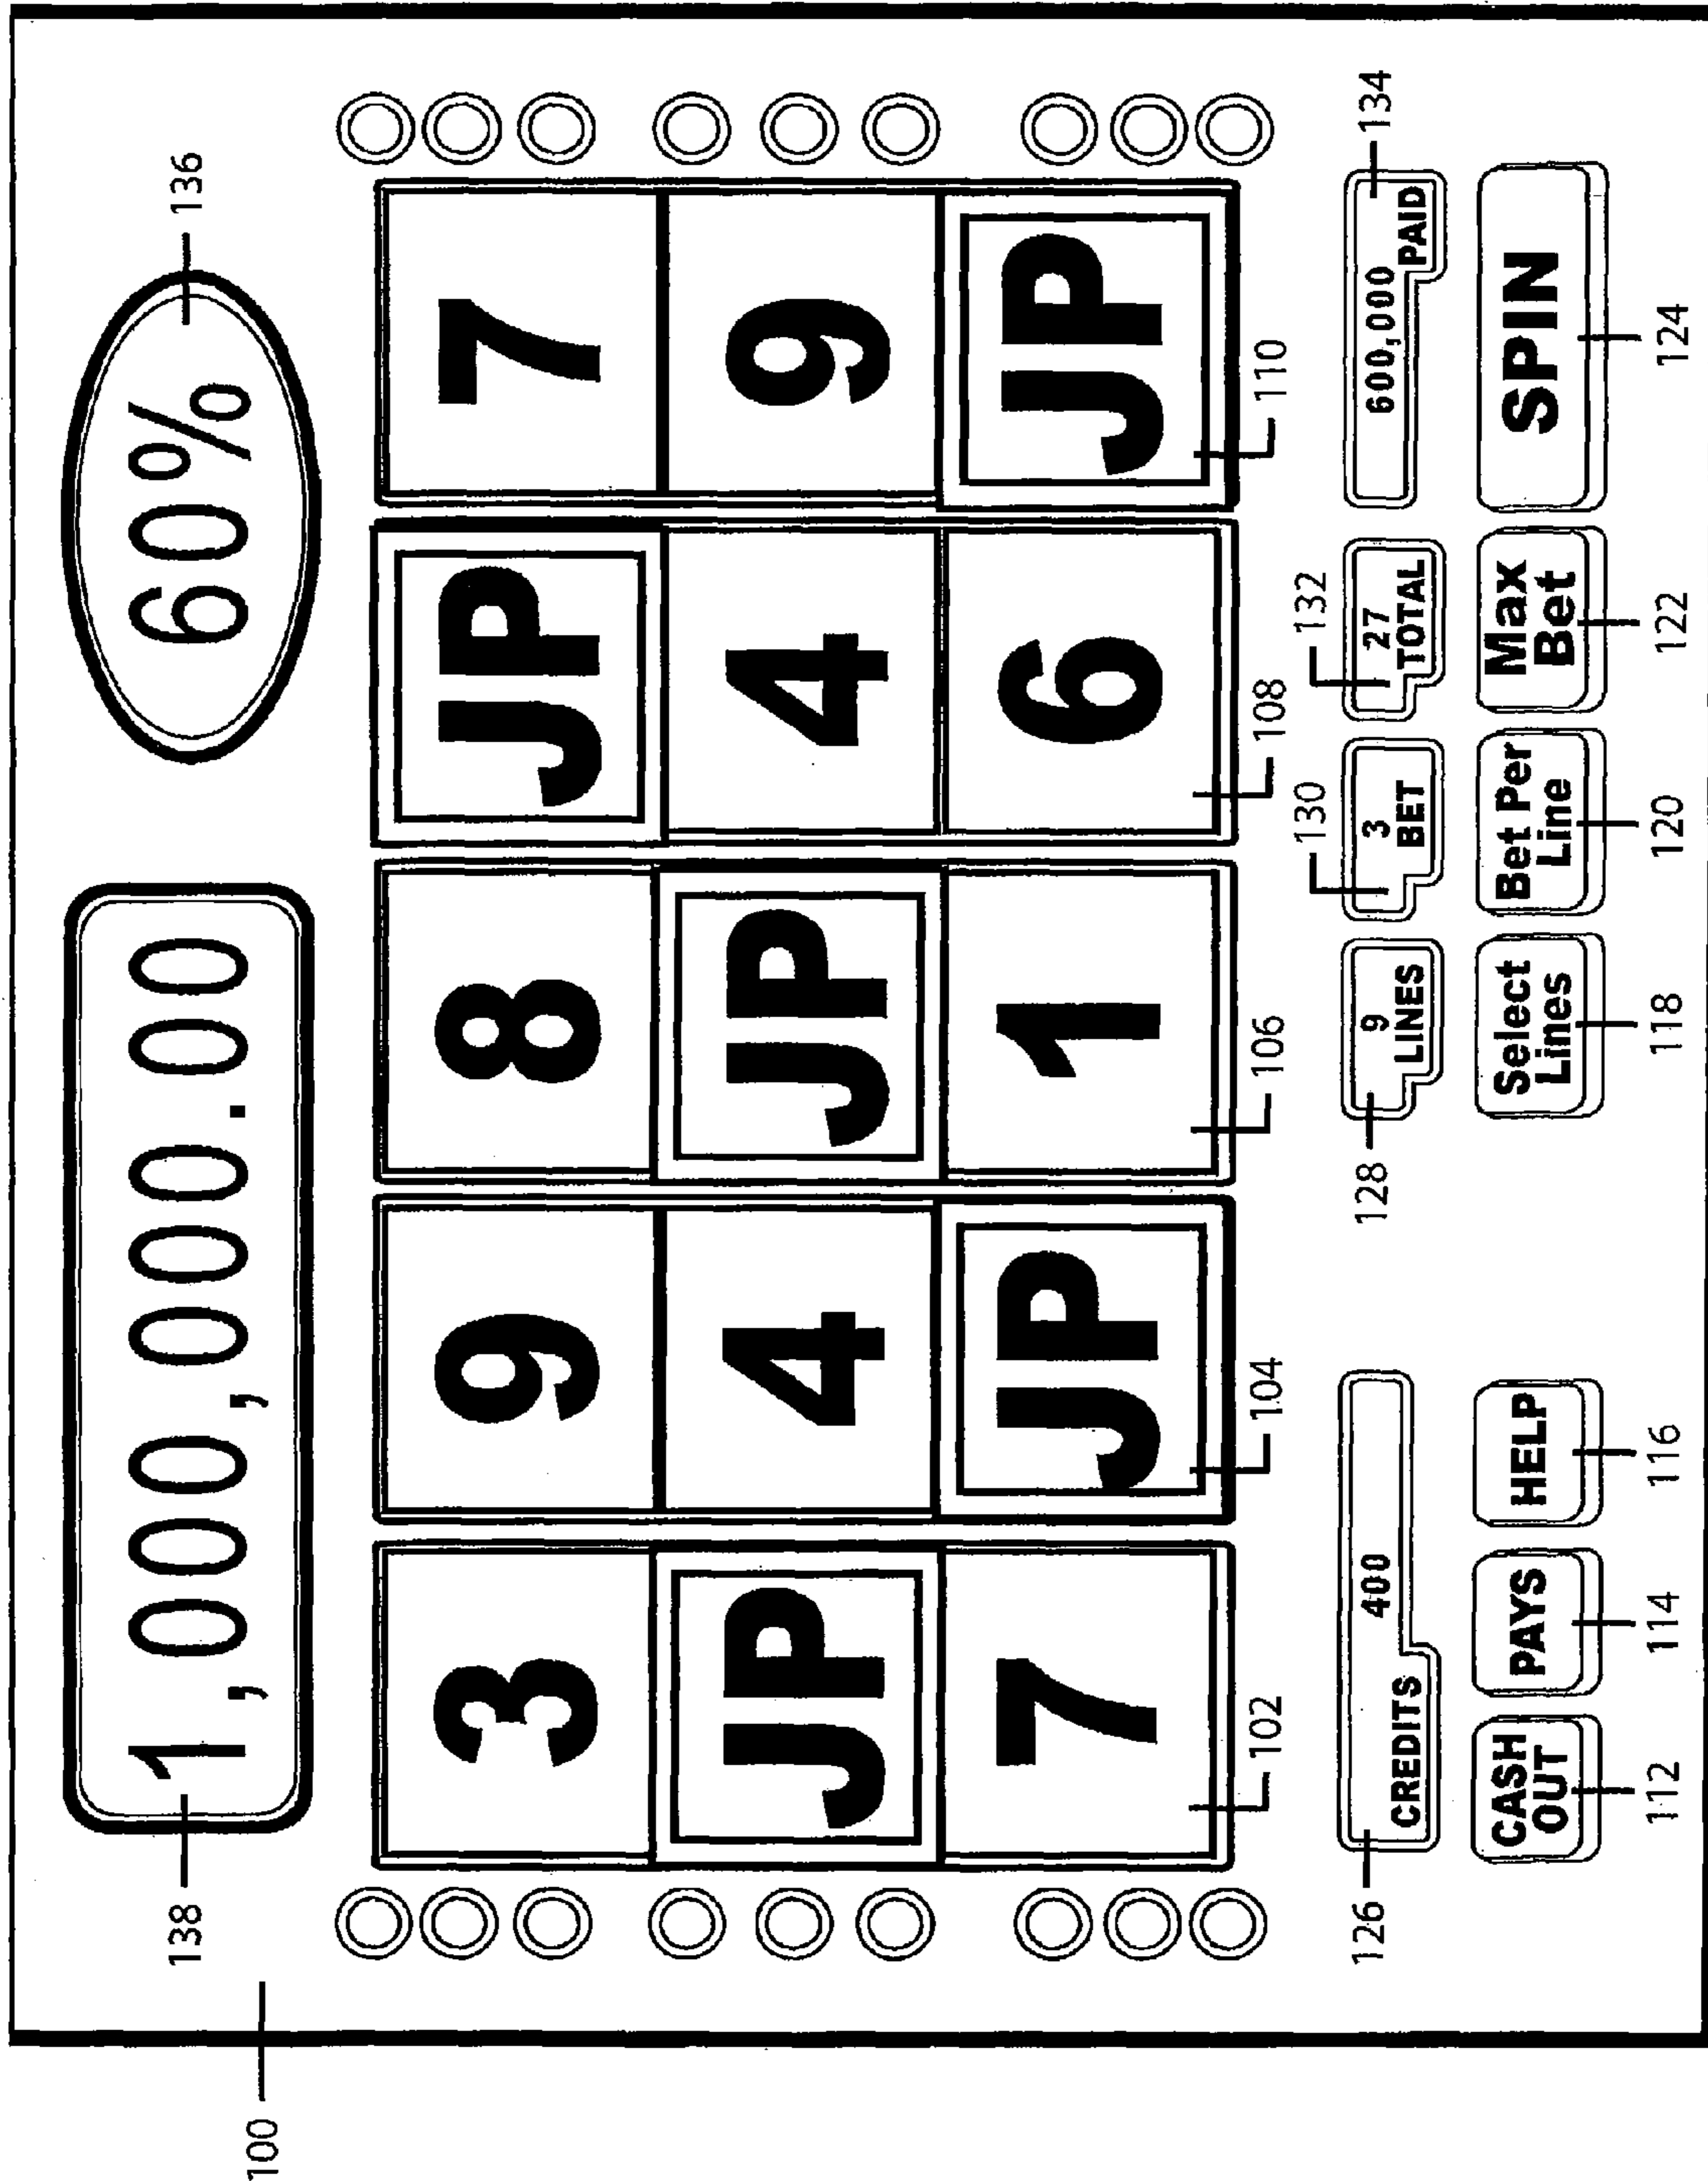 100
138
1,000,000.00
60%
136
3 9 8 JP 7
JP 4 JP 4 9
7 JP 1 6 JP
102 104 106 108 110
130 132
126
CREDITS 400
128
9
LINES
3
BET
27
TOTAL
600,000
PAID
134
CASH
OUT
PAYS
HELP
Select
Lines
Bet Per
Line
Max
Bet
SPIN
112 114 116 118 120 122 124